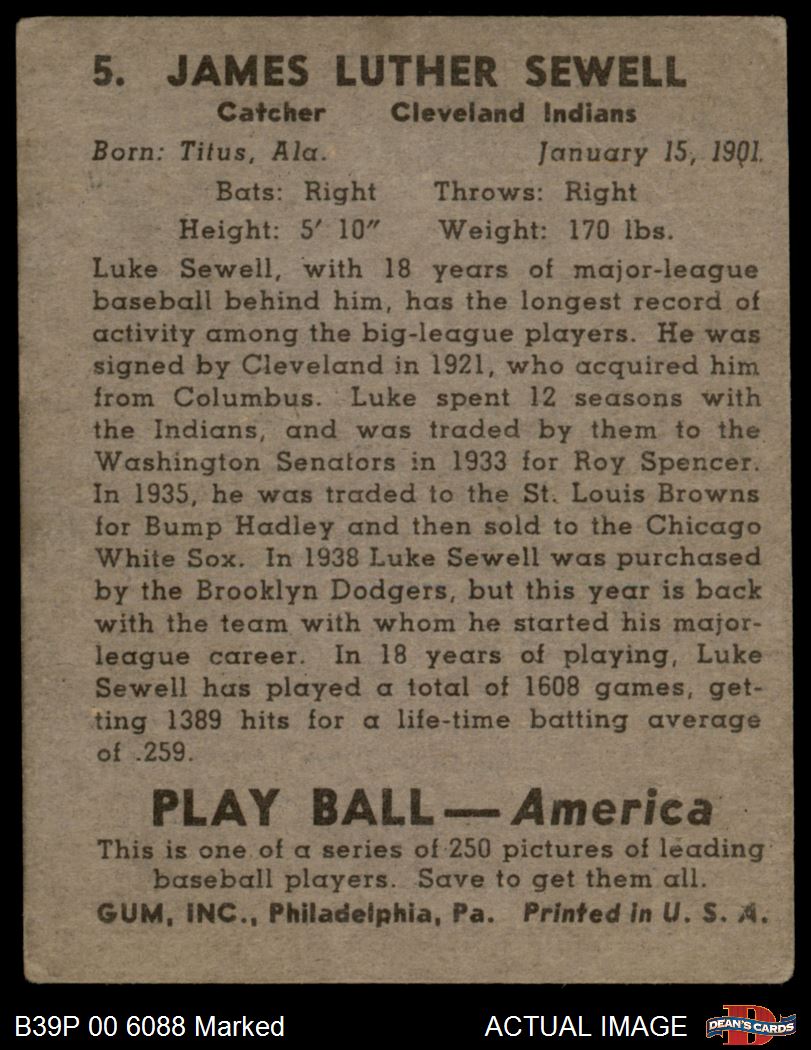 5. JAMES LUTHER SEWELL
Catcher Cleveland Indians
Born: Titus, Ala. January 15, 1901.
Bats: Right Throws: Right
Height: 5′ 10″ Weight: 170 lbs.
Luke Sewell, with 18 years of major-league
baseball behind him, has the longest record of
activity among the big-league players. He was
signed by Cleveland in 1921, who acquired him
from Columbus. Luke spent 12 seasons with
the Indians, and was traded by them to the
Washington Senators in 1933 for Roy Spencer.
In 1935, he was traded to the St. Louis Browns
for Bump Hadley and then sold to the Chicago
White Sox. In 1938 Luke Sewell was purchased
by the Brooklyn Dodgers, but this year is back
with the team with whom he started his major-
league career. In 18 years of playing, Luke
Sewell has played a total of 1608 games, get-
ting 1389 hits for a life-time batting average
of .259.
PLAY BALL—America
This is one of a series of 250 pictures of leading
baseball players. Save to get them all.
GUM, INC., Philadelphia, Pa. Printed in U. S. A.
B39P 00 6088 Marked ACTUAL IMAGE DEAN'S CARDS